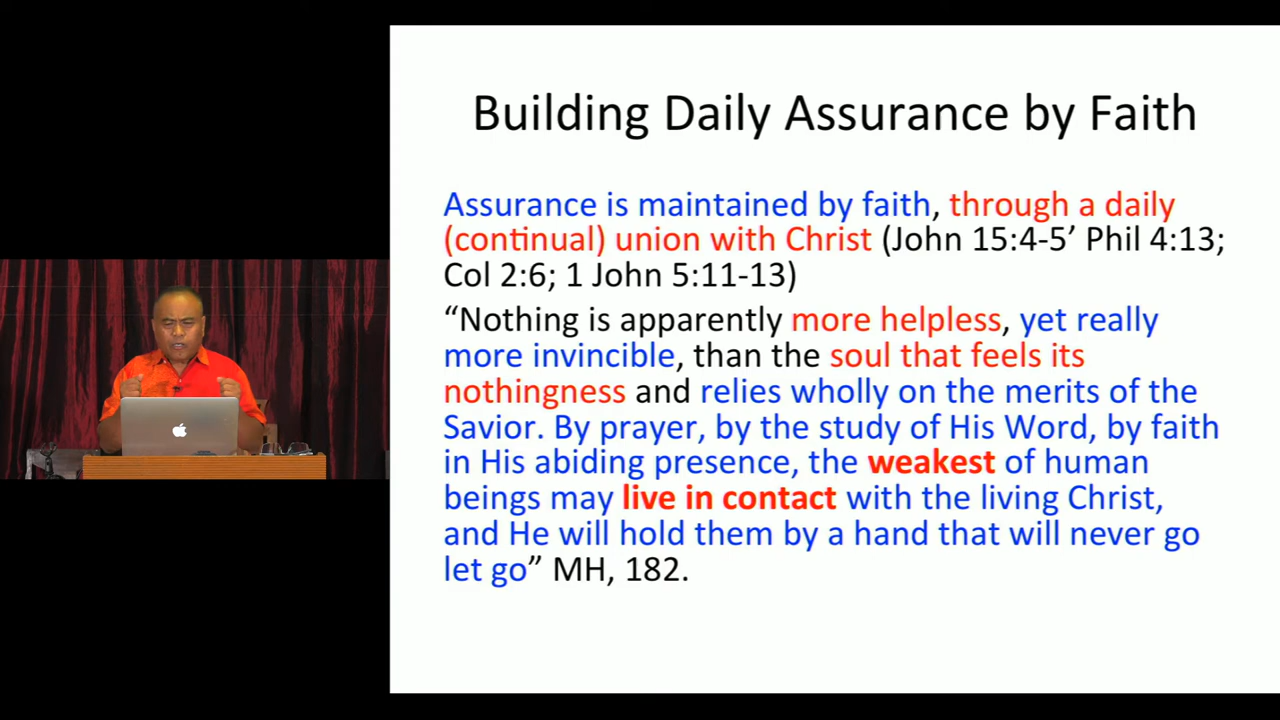 Building Daily Assurance by Faith
Assurance is maintained by faith, through a daily
(continual) union with Christ (John 15:4-5’ Phil 4:13;
Col 2:6; 1 John 5:11-13)
“Nothing is apparently more helpless, yet really
more invincible, than the soul that feels its
nothingness and relies wholly on the merits of the
Savior. By prayer, by the study of His Word, by faith
in His abiding presence, the weakest of human
beings may live in contact with the living Christ,
and He will hold them by a hand that will never go
let go” MH, 182.